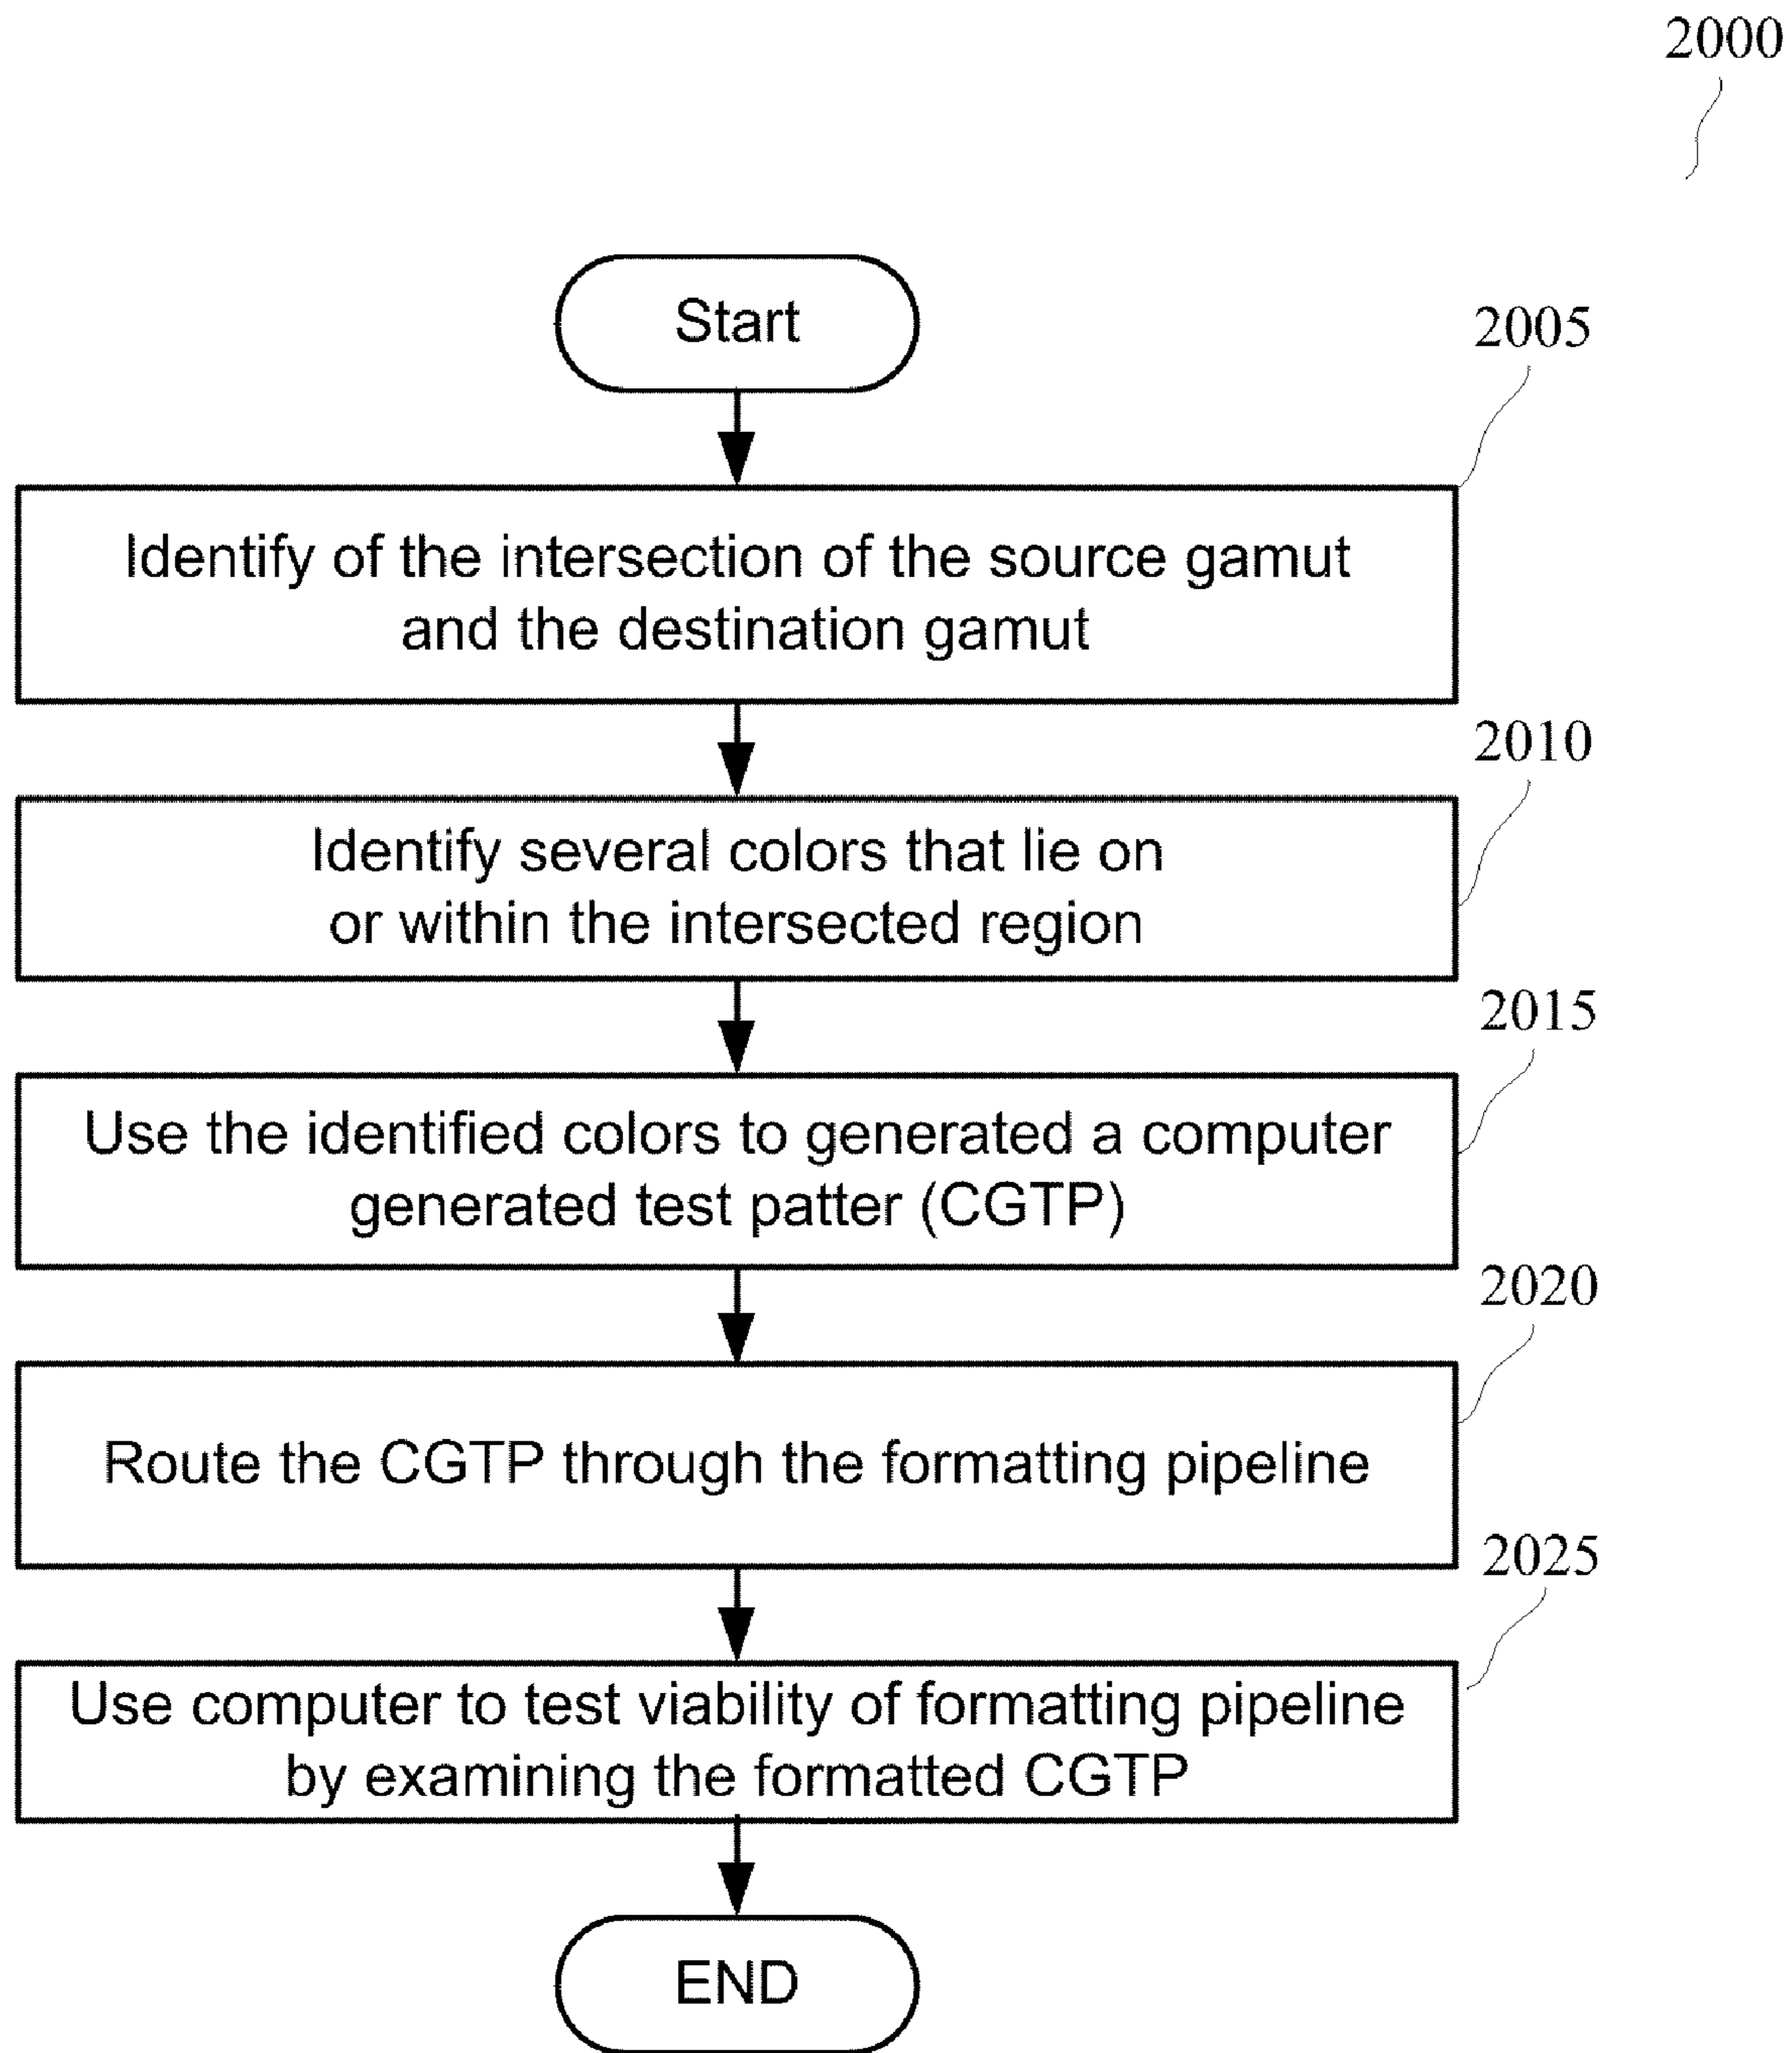 2000
Start
2005
Identify of the intersection of the source gamut
and the destination gamut
2010
Identify several colors that lie on
or within the intersected region
2015
Use the identified colors to generated a computer
generated test patter (CGTP)
2020
Route the CGTP through the formatting pipeline
2025
Use computer to test viability of formatting pipeline
by examining the formatted CGTP
END